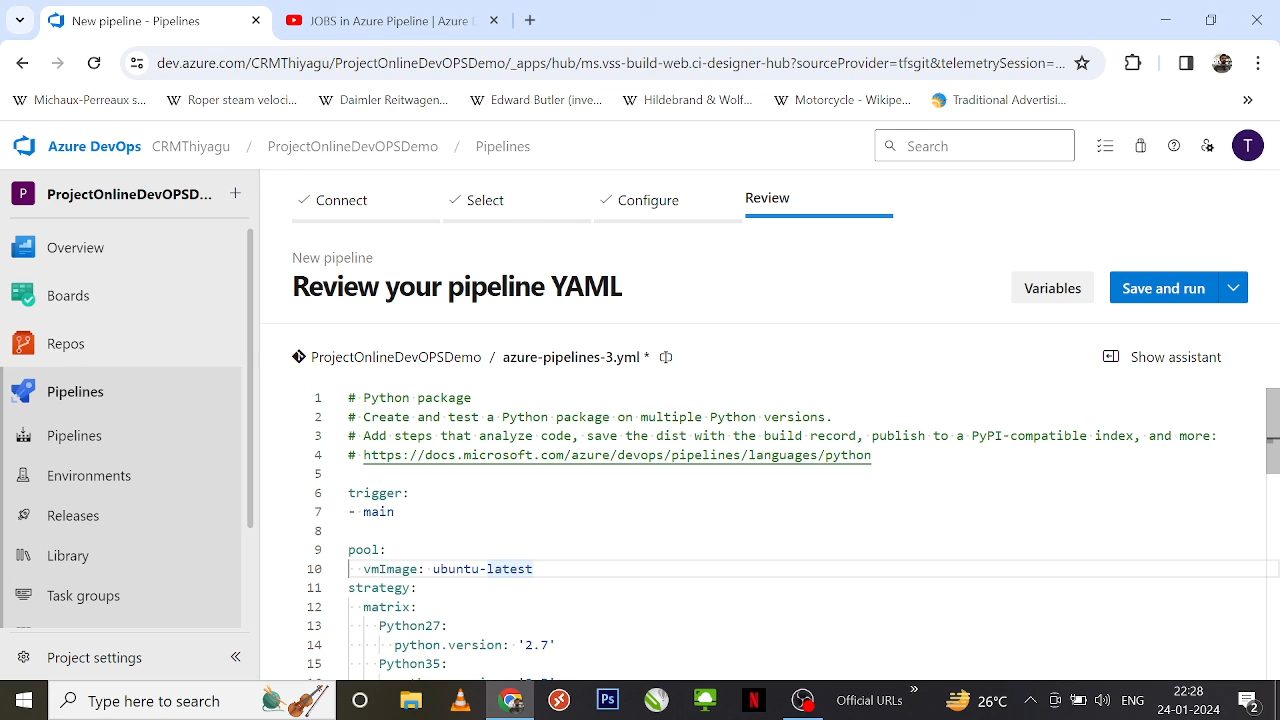 New pipeline - Pipelines
JOBS in Azure Pipeline | Azure D
dev.azure.com/CRMThiyagu/ProjectOnlineDevOPSDemo/_apps/hub/ms.vss-build-web.ci-designer-hub?sourceProvider=tfsgit&telemetrySession=...
Michaux-Perreaux s...
Roper steam veloci...
Daimler Reitwagen...
Edward Butler (inve...
Hildebrand & Wolf...
Motorcycle - Wikipe...
Traditional Advertisi...
Azure DevOps
CRMThiyagu / ProjectOnlineDevOPSDemo / Pipelines
Search
T
P
ProjectOnlineDevOPSD...
Overview
Boards
Repos
Pipelines
Pipelines
Environments
Releases
Library
Task groups
Project settings
Connect
Select
Configure
Review
New pipeline
Review your pipeline YAML
Variables
Save and run
ProjectOnlineDevOPSDemo / azure-pipelines-3.yml *
Show assistant
1 # Python package
2 # Create and test a Python package on multiple Python versions.
3 # Add steps that analyze code, save the dist with the build record, publish to a PyPI-compatible index, and more:
4 # https://docs.microsoft.com/azure/devops/pipelines/languages/python
5
6 trigger:
7 - main
8
9 pool:
10 vmImage: ubuntu-latest
11 strategy:
12 matrix:
13 Python27:
14 python.version: '2.7'
15 Python35:
Type here to search
Official URLs
26°C
ENG
22:28
24-01-2024
2